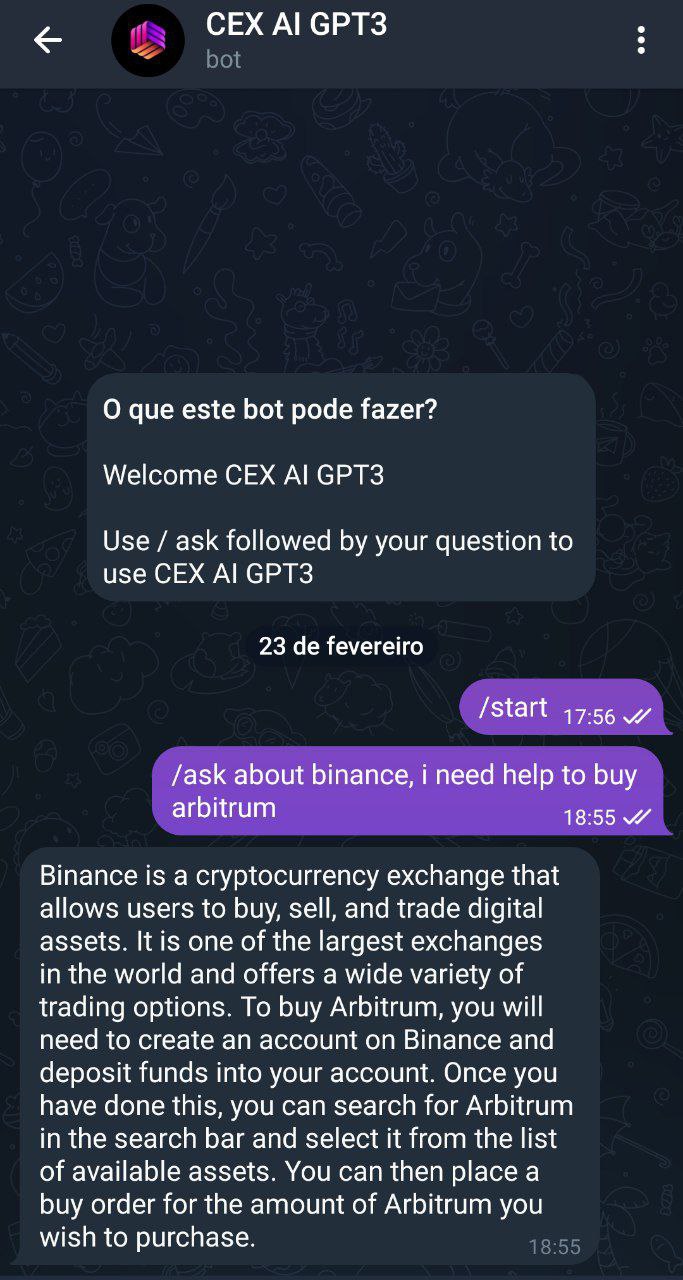 CEX AI GPT3
bot
O que este bot pode fazer?
Welcome CEX AI GPT3
Use / ask followed by your question to
use CEX AI GPT3
23 de fevereiro
/start 17:56
/ask about binance, i need help to buy
arbitrum 18:55
Binance is a cryptocurrency exchange that
allows users to buy, sell, and trade digital
assets. It is one of the largest exchanges
in the world and offers a wide variety of
trading options. To buy Arbitrum, you will
need to create an account on Binance and
deposit funds into your account. Once you
have done this, you can search for Arbitrum
in the search bar and select it from the list
of available assets. You can then place a
buy order for the amount of Arbitrum you
wish to purchase. 18:55